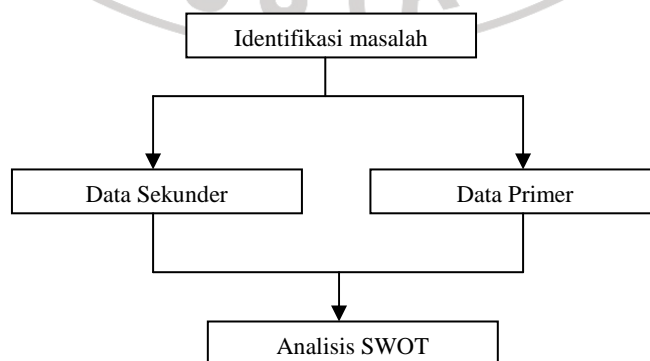 Identifikasi masalah
Data Sekunder
Data Primer
Analisis SWOT